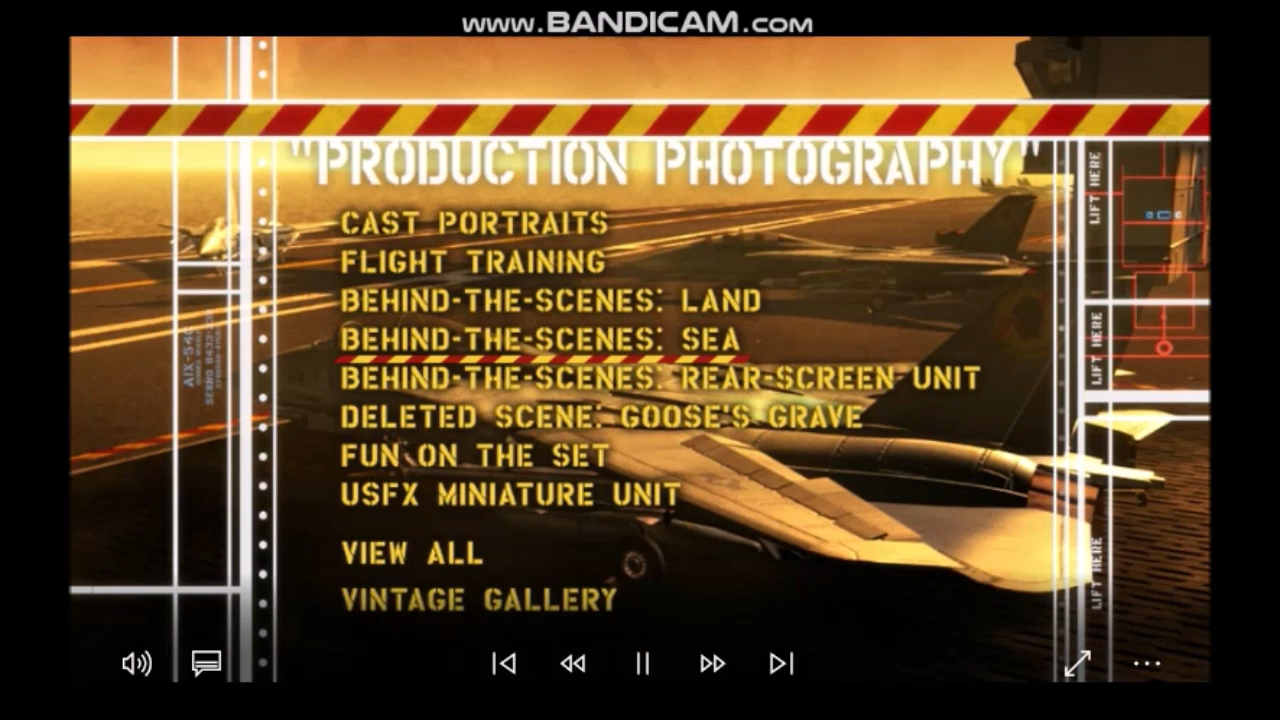 www.BANDICAM.com
"PRODUCTION PHOTOGRAPHY"
CAST PORTRAITS
FLIGHT TRAINING
BEHIND-THE-SCENES: LAND
BEHIND-THE-SCENES: SEA
BEHIND-THE-SCENES: REAR-SCREEN UNIT
DELETED SCENE: GOOSE'S GRAVE
FUN ON THE SET
USFX MINIATURE UNIT
VIEW ALL
VINTAGE GALLERY
LIFT HERE
LIFT HERE
LIFT HERE